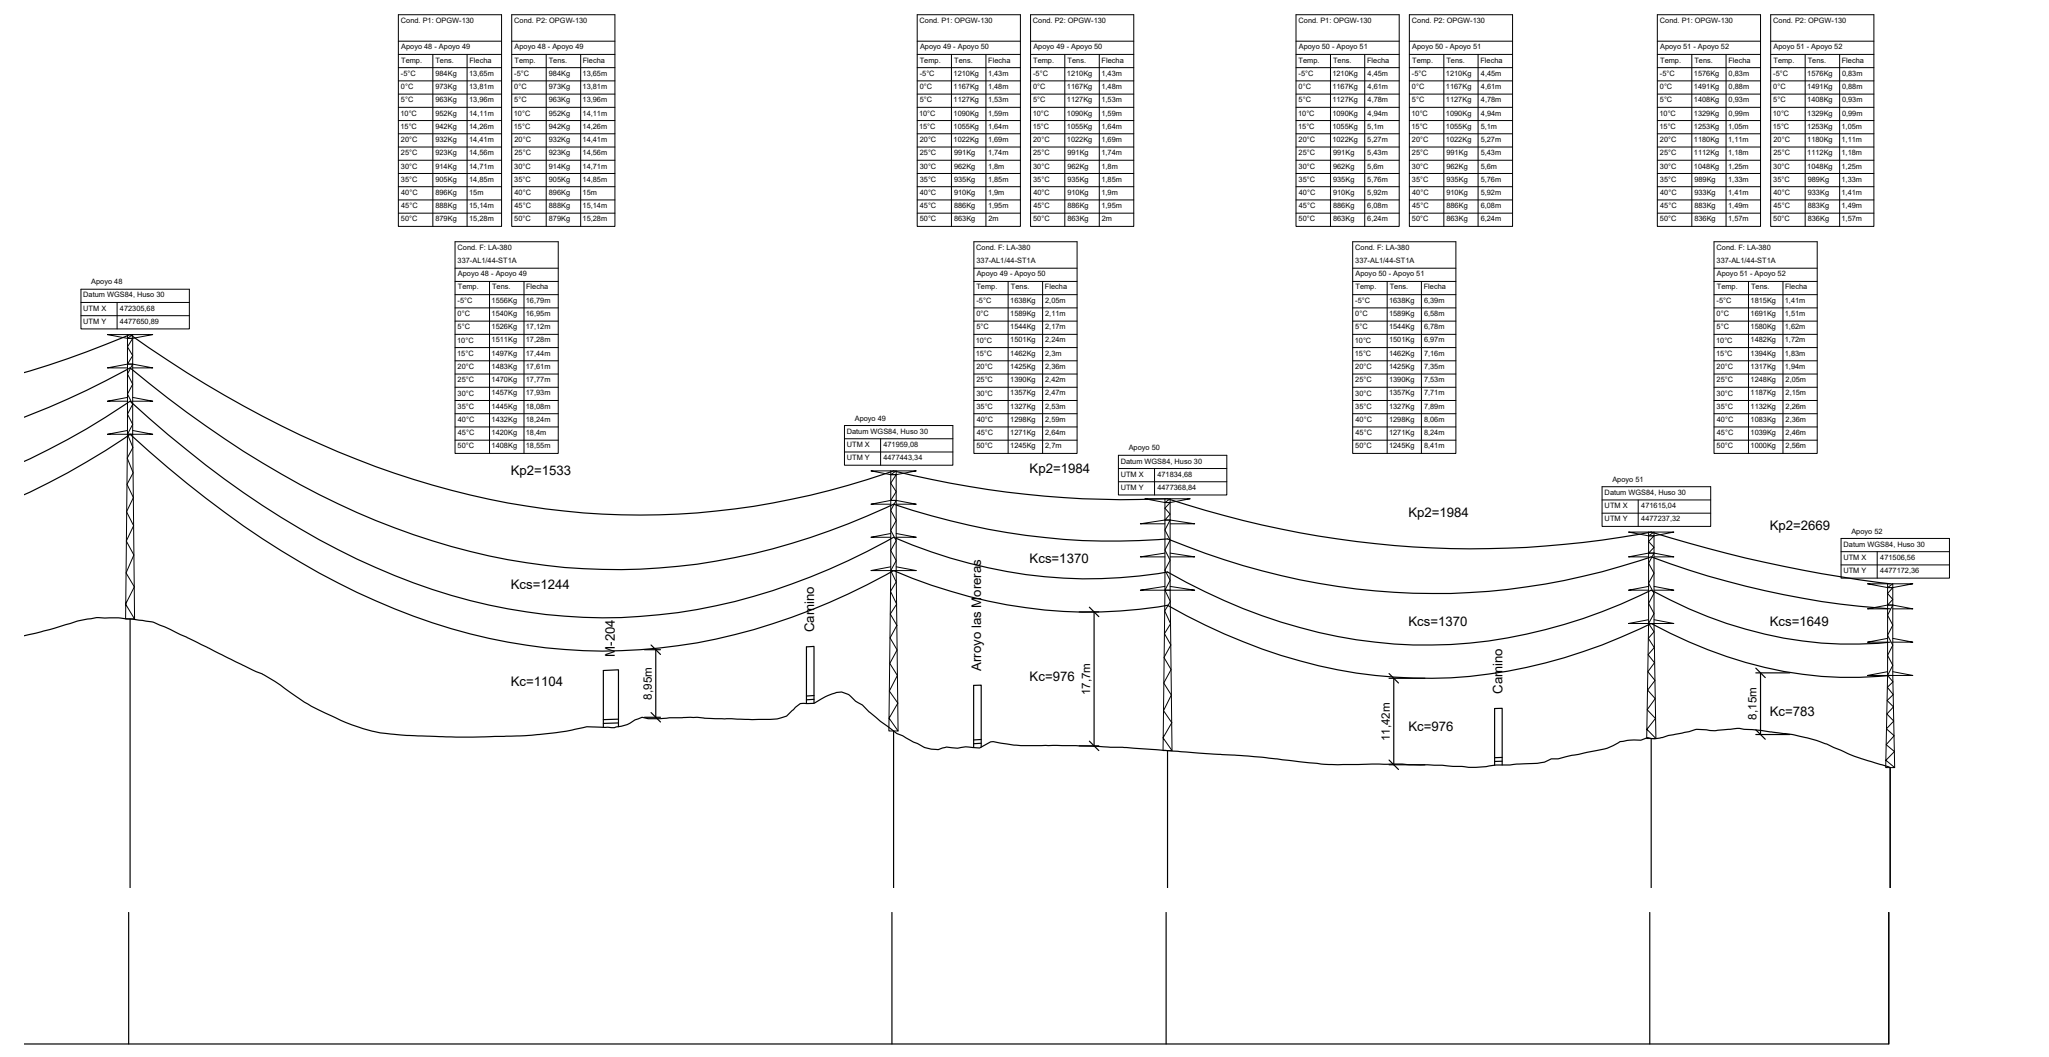 Cond. P1: OPGW-130
Apoyo 48 - Apoyo 49
Temp. Tens. Flecha
-5°C 984Kg 13,65m
0°C 973Kg 13,81m
5°C 963Kg 13,96m
10°C 952Kg 14,11m
15°C 942Kg 14,26m
20°C 932Kg 14,41m
25°C 923Kg 14,56m
30°C 914Kg 14,71m
35°C 905Kg 14,85m
40°C 896Kg 15m
45°C 888Kg 15,14m
50°C 879Kg 15,28m
Cond. P2: OPGW-130
Apoyo 48 - Apoyo 49
Temp. Tens. Flecha
-5°C 984Kg 13,65m
0°C 973Kg 13,81m
5°C 963Kg 13,96m
10°C 952Kg 14,11m
15°C 942Kg 14,26m
20°C 932Kg 14,41m
25°C 923Kg 14,56m
30°C 914Kg 14,71m
35°C 905Kg 14,85m
40°C 896Kg 15m
45°C 888Kg 15,14m
50°C 879Kg 15,28m
Cond. P1: OPGW-130
Apoyo 49 - Apoyo 50
Temp. Tens. Flecha
-5°C 1210Kg 1,43m
0°C 1167Kg 1,48m
5°C 1127Kg 1,53m
10°C 1090Kg 1,59m
15°C 1055Kg 1,64m
20°C 1022Kg 1,69m
25°C 991Kg 1,74m
30°C 962Kg 1,8m
35°C 935Kg 1,85m
40°C 910Kg 1,9m
45°C 886Kg 1,95m
50°C 863Kg 2m
Cond. P2: OPGW-130
Apoyo 49 - Apoyo 50
Temp. Tens. Flecha
-5°C 1210Kg 1,43m
0°C 1167Kg 1,48m
5°C 1127Kg 1,53m
10°C 1090Kg 1,59m
15°C 1055Kg 1,64m
20°C 1022Kg 1,69m
25°C 991Kg 1,74m
30°C 962Kg 1,8m
35°C 935Kg 1,85m
40°C 910Kg 1,9m
45°C 886Kg 1,95m
50°C 863Kg 2m
Cond. P1: OPGW-130
Apoyo 50 - Apoyo 51
Temp. Tens. Flecha
-5°C 1210Kg 4,45m
0°C 1167Kg 4,61m
5°C 1127Kg 4,78m
10°C 1090Kg 4,94m
15°C 1055Kg 5,1m
20°C 1022Kg 5,27m
25°C 991Kg 5,43m
30°C 962Kg 5,6m
35°C 935Kg 5,76m
40°C 910Kg 5,92m
45°C 886Kg 6,08m
50°C 863Kg 6,24m
Cond. P2: OPGW-130
Apoyo 50 - Apoyo 51
Temp. Tens. Flecha
-5°C 1210Kg 4,45m
0°C 1167Kg 4,61m
5°C 1127Kg 4,78m
10°C 1090Kg 4,94m
15°C 1055Kg 5,1m
20°C 1022Kg 5,27m
25°C 991Kg 5,43m
30°C 962Kg 5,6m
35°C 935Kg 5,76m
40°C 910Kg 5,92m
45°C 886Kg 6,08m
50°C 863Kg 6,24m
Cond. P1: OPGW-130
Apoyo 51 - Apoyo 52
Temp. Tens. Flecha
-5°C 1576Kg 0,83m
0°C 1491Kg 0,88m
5°C 1408Kg 0,93m
10°C 1329Kg 0,99m
15°C 1253Kg 1,05m
20°C 1180Kg 1,11m
25°C 1112Kg 1,18m
30°C 1048Kg 1,25m
35°C 989Kg 1,33m
40°C 933Kg 1,41m
45°C 883Kg 1,49m
50°C 836Kg 1,57m
Cond. P2: OPGW-130
Apoyo 51 - Apoyo 52
Temp. Tens. Flecha
-5°C 1576Kg 0,83m
0°C 1491Kg 0,88m
5°C 1408Kg 0,93m
10°C 1329Kg 0,99m
15°C 1253Kg 1,05m
20°C 1180Kg 1,11m
25°C 1112Kg 1,18m
30°C 1048Kg 1,25m
35°C 989Kg 1,33m
40°C 933Kg 1,41m
45°C 883Kg 1,49m
50°C 836Kg 1,57m
Cond. F: LA-380
337-AL1/44-ST1A
Apoyo 48 - Apoyo 49
Temp. Tens. Flecha
-5°C 1556Kg 16,79m
0°C 1540Kg 16,95m
5°C 1526Kg 17,12m
10°C 1511Kg 17,28m
15°C 1497Kg 17,44m
20°C 1483Kg 17,61m
25°C 1470Kg 17,77m
30°C 1457Kg 17,93m
35°C 1445Kg 18,08m
40°C 1432Kg 18,24m
45°C 1420Kg 18,4m
50°C 1408Kg 18,55m
Cond. F: LA-380
337-AL1/44-ST1A
Apoyo 49 - Apoyo 50
Temp. Tens. Flecha
-5°C 1638Kg 2,05m
0°C 1589Kg 2,11m
5°C 1544Kg 2,17m
10°C 1501Kg 2,24m
15°C 1462Kg 2,3m
20°C 1425Kg 2,36m
25°C 1390Kg 2,42m
30°C 1357Kg 2,47m
35°C 1327Kg 2,53m
40°C 1298Kg 2,59m
45°C 1271Kg 2,64m
50°C 1245Kg 2,7m
Cond. F: LA-380
337-AL1/44-ST1A
Apoyo 50 - Apoyo 51
Temp. Tens. Flecha
-5°C 1638Kg 6,39m
0°C 1589Kg 6,58m
5°C 1544Kg 6,78m
10°C 1501Kg 6,97m
15°C 1462Kg 7,16m
20°C 1425Kg 7,35m
25°C 1390Kg 7,53m
30°C 1357Kg 7,71m
35°C 1327Kg 7,89m
40°C 1298Kg 8,06m
45°C 1271Kg 8,24m
50°C 1245Kg 8,41m
Cond. F: LA-380
337-AL1/44-ST1A
Apoyo 51 - Apoyo 52
Temp. Tens. Flecha
-5°C 1815Kg 1,41m
0°C 1691Kg 1,51m
5°C 1580Kg 1,62m
10°C 1482Kg 1,72m
15°C 1394Kg 1,83m
20°C 1317Kg 1,94m
25°C 1248Kg 2,05m
30°C 1187Kg 2,15m
35°C 1132Kg 2,26m
40°C 1083Kg 2,36m
45°C 1039Kg 2,46m
50°C 1000Kg 2,56m
Apoyo 48
Datum WGS84, Huso 30
UTM X 472305,68
UTM Y 4477650,89
Apoyo 49
Datum WGS84, Huso 30
UTM X 471959,08
UTM Y 4477443,34
Apoyo 50
Datum WGS84, Huso 30
UTM X 471834,68
UTM Y 4477368,84
Apoyo 51
Datum WGS84, Huso 30
UTM X 471615,04
UTM Y 4477237,32
Apoyo 52
Datum WGS84, Huso 30
UTM X 471506,56
UTM Y 4477172,36
Kp2=1533
Kcs=1244
Kc=1104
M-204
8,95m
Camino
Kp2=1984
Kcs=1370
Kc=976
Arroyo las Moreras
17,7m
Kp2=1984
Kcs=1370
Kc=976
11,42m
Camino
Kp2=2669
Kcs=1649
Kc=783
8,15m